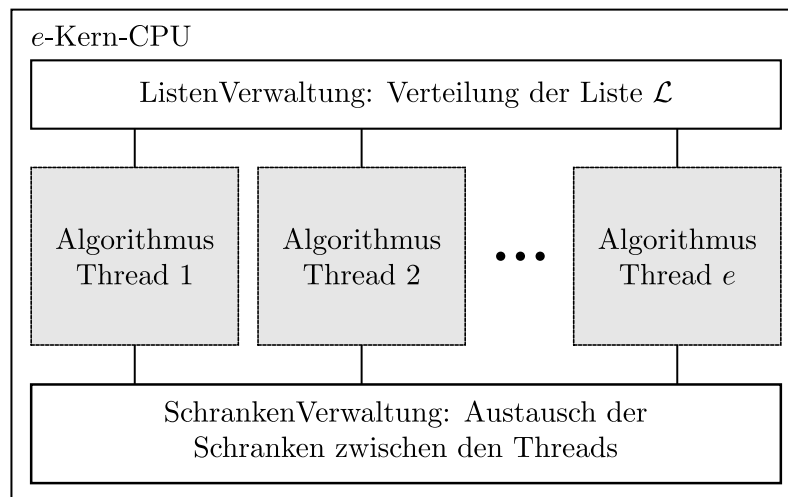 e-Kern-CPU
ListenVerwaltung: Verteilung der Liste ℒ
Algorithmus
Thread 1
Algorithmus
Thread 2
...
Algorithmus
Thread e
SchrankenVerwaltung: Austausch der
Schranken zwischen den Threads